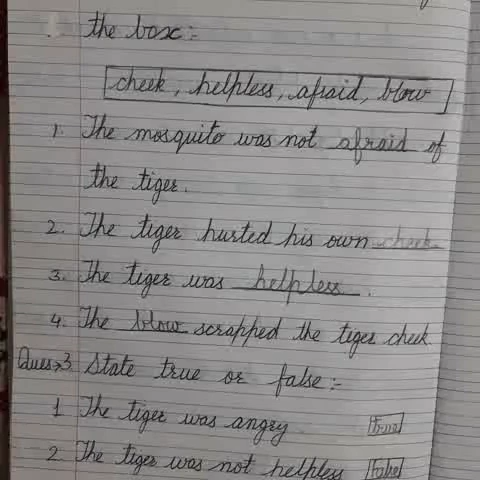 the box:-
cheek, helpless, afraid, blow
1. The mosquito was not afraid of
the tiger.
2. The tiger hurted his own cheek
3. The tiger was helpless.
4. The blow scrapped the tiger cheek
Ques→3 State true or false:-
1 The tiger was angry true
2 The tiger was not helpless false